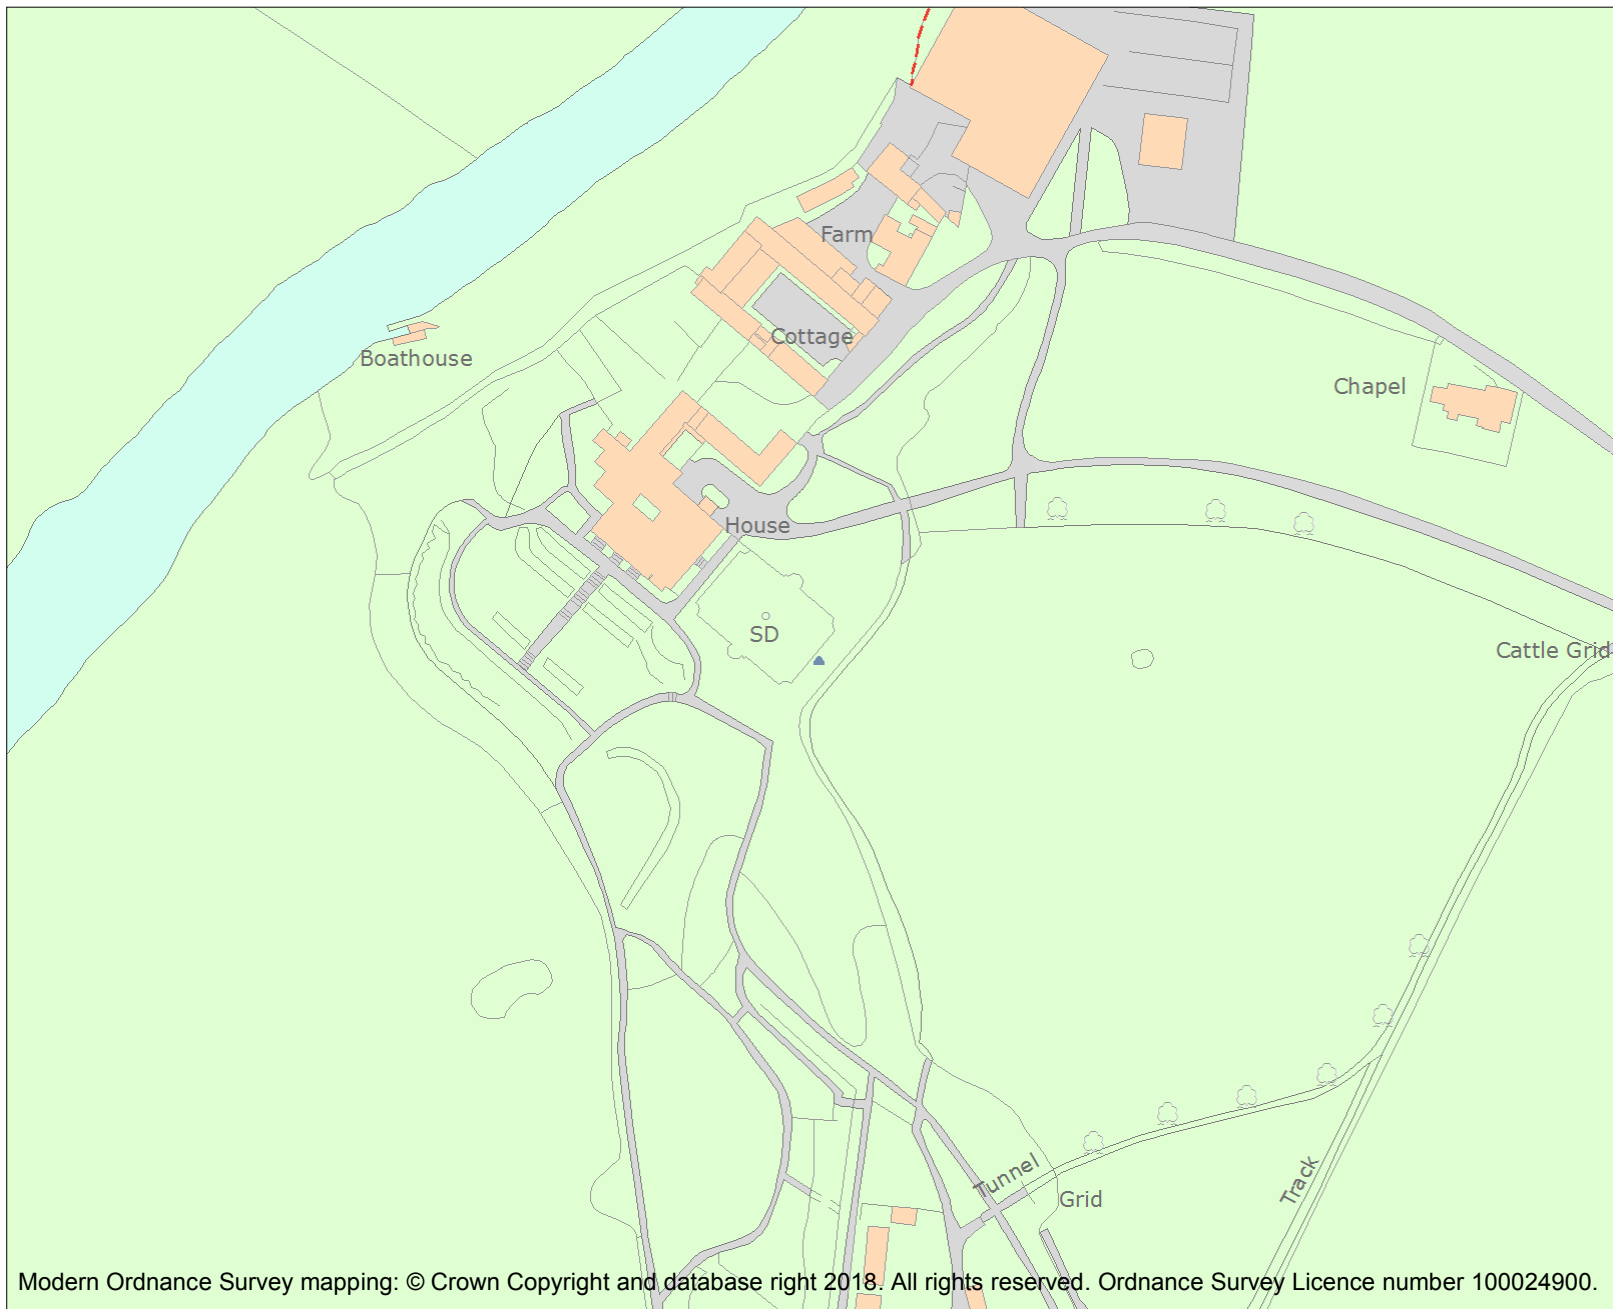 Farm
Cottage
Boathouse
Chapel
House
SD
Cattle Grid
Tunnel
Grid
Track
Modern Ordnance Survey mapping: © Crown Copyright and database right 2018. All rights reserved. Ordnance Survey Licence number 100024900.